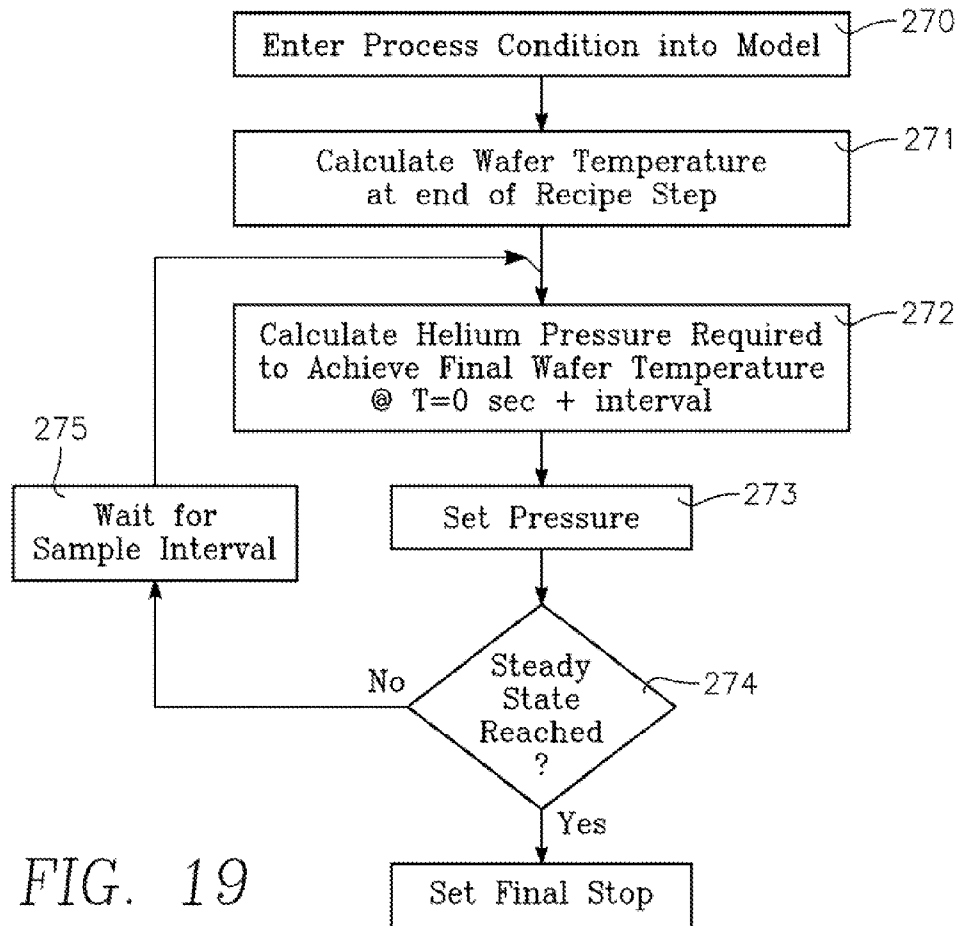 Enter Process Condition into Model
270
Calculate Wafer Temperature
at end of Recipe Step
271
Calculate Helium Pressure Required
to Achieve Final Wafer Temperature
@ T=0 sec + interval
272
275
Wait for
Sample Interval
Set Pressure
273
No
Steady
State
Reached
?
274
Yes
Set Final Stop
FIG. 19